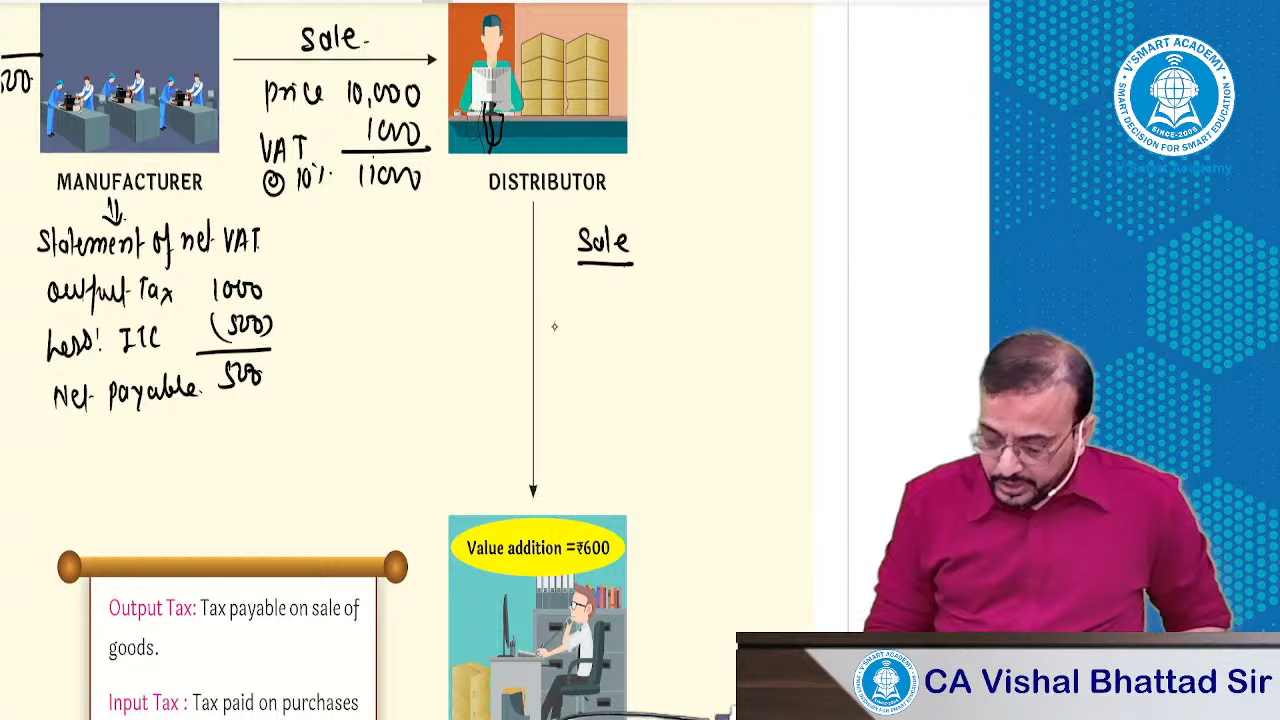 Sale.
Price 10,000
VAT 1000
@ 10% 11000
MANUFACTURER
DISTRIBUTOR
Statement of net VAT
Output Tax 1000
Less: ITC (500)
Net payable. 500
Sale
Value addition =₹600
Output Tax: Tax payable on sale of
goods.
Input Tax : Tax paid on purchases
V'SMART ACADEMY
SINCE-2005
SMART DECISION FOR SMART EDUCATION
CA Vishal Bhattad Sir